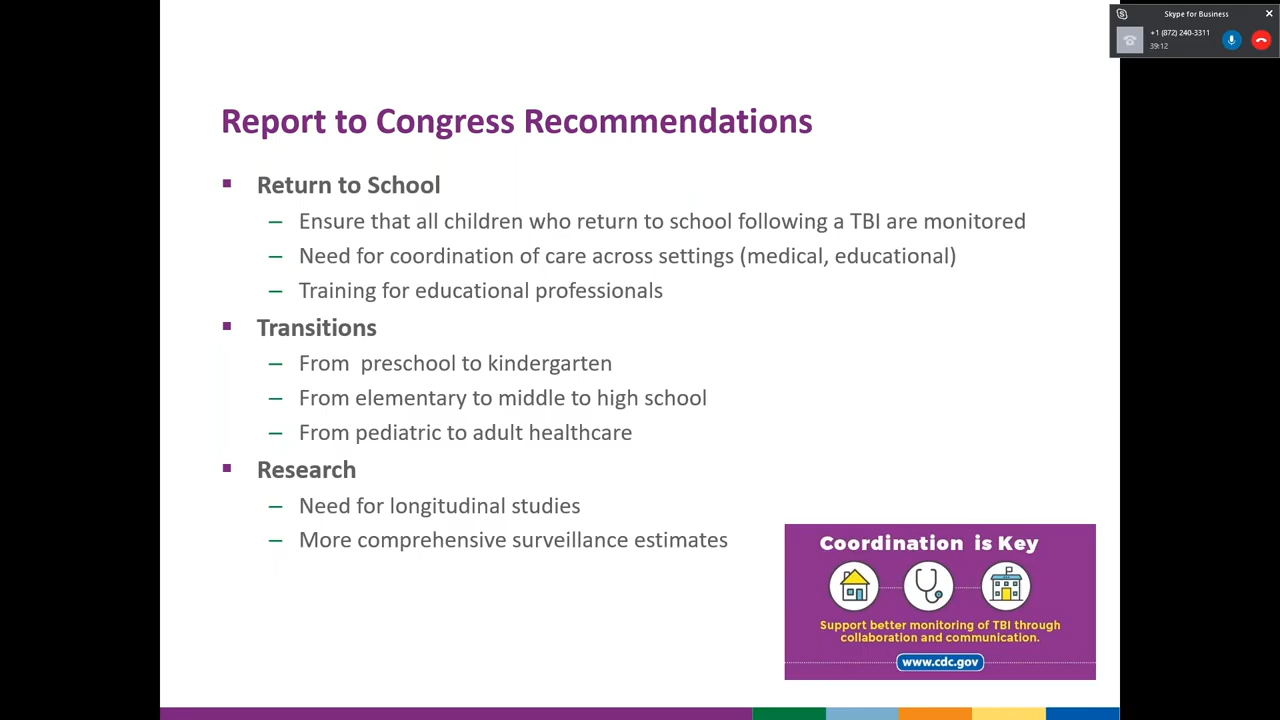 Skype for Business
+1 (872) 240-3311
39:12
Report to Congress Recommendations
Return to School
– Ensure that all children who return to school following a TBI are monitored
– Need for coordination of care across settings (medical, educational)
– Training for educational professionals
Transitions
– From preschool to kindergarten
– From elementary to middle to high school
– From pediatric to adult healthcare
Research
– Need for longitudinal studies
– More comprehensive surveillance estimates
Coordination is Key
Support better monitoring of TBI through
collaboration and communication.
www.cdc.gov